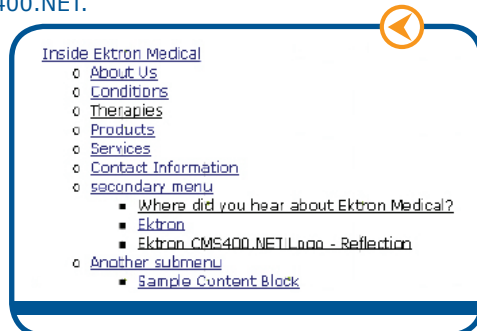 400.NET.
Inside Ektron Medical
About Us
Conditions
Therapies
Products
Services
Contact Information
secondary menu
Where did you hear about Ektron Medical?
Ektron
Ektron CMS400.NET Logo - Reflection
Another submenu
Sample Content Block